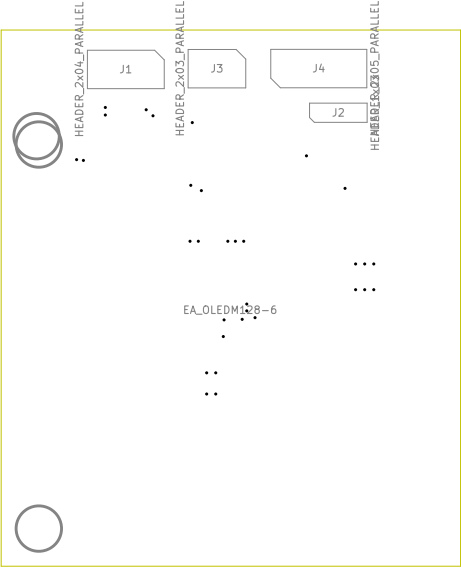 HEADER_2x04_PARALLEL
HEADER_2x03_PARALLEL
HEADER_2x05_PARALLEL
J1
J3
J4
J2
EA_OLEDM128-6